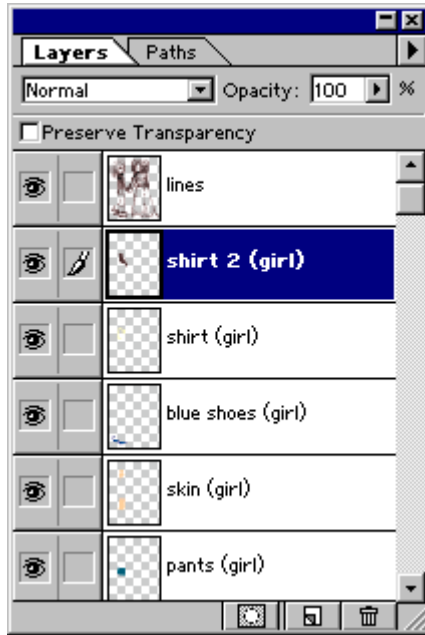 Layers Paths
Normal Opacity: 100 %
Preserve Transparency
lines
shirt 2 (girl)
shirt (girl)
blue shoes (girl)
skin (girl)
pants (girl)